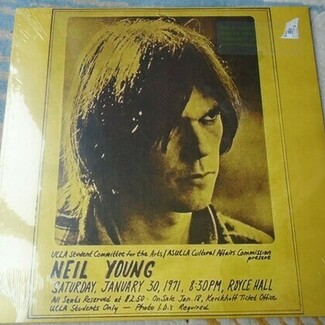 UCLA Student Committee for the Arts/ASUCLA Cultural Affairs Commission
present
NEIL YOUNG
SATURDAY, JANUARY 30, 1971, 8:30PM, ROYCE HALL
All Seats Reserved at $2.50 - On Sale Jan. 18, Kerckhoff Ticket Office
UCLA Students Only — Photo I.D. Required